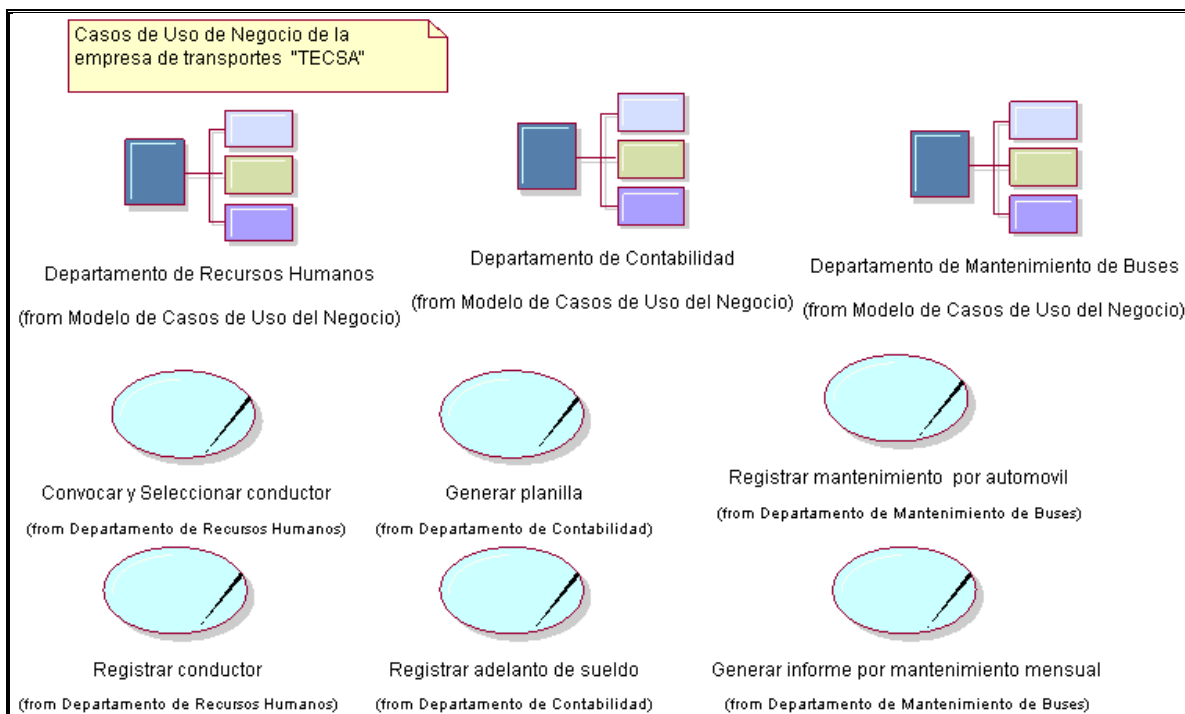 Casos de Uso de Negocio de la
empresa de transportes "TECSA"
Departamento de Recursos Humanos
(from Modelo de Casos de Uso del Negocio)
Departamento de Contabilidad
(from Modelo de Casos de Uso del Negocio)
Departamento de Mantenimiento de Buses
(from Modelo de Casos de Uso del Negocio)
Convocar y Seleccionar conductor
(from Departamento de Recursos Humanos)
Generar planilla
(from Departamento de Contabilidad)
Registrar mantenimiento por automovil
(from Departamento de Mantenimiento de Buses)
Registrar conductor
(from Departamento de Recursos Humanos)
Registrar adelanto de sueldo
(from Departamento de Contabilidad)
Generar informe por mantenimiento mensual
(from Departamento de Mantenimiento de Buses)